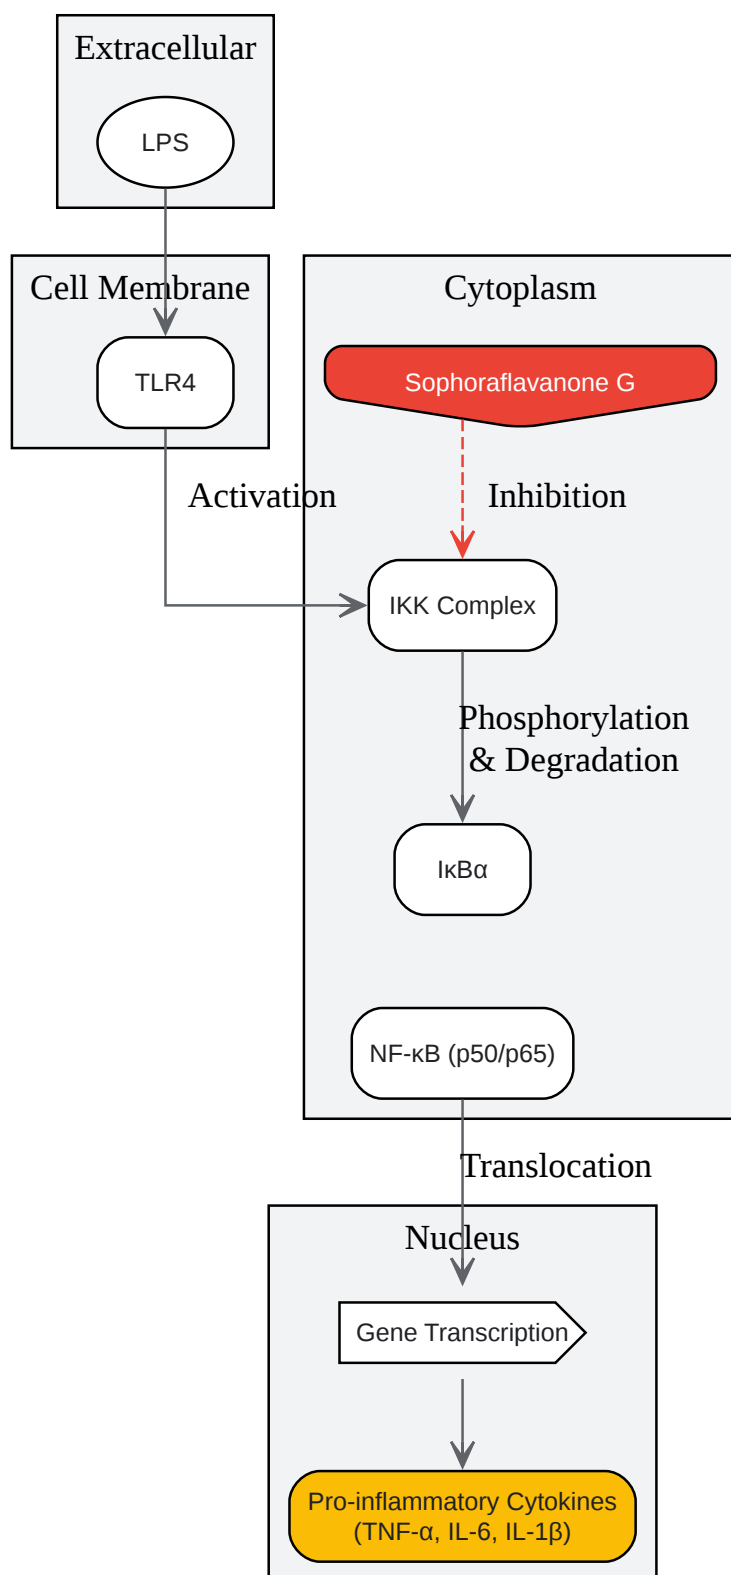 Extracellular
LPS
Cell Membrane
TLR4
Cytoplasm
Sophoraflavanone G
Activation
Inhibition
IKK Complex
Phosphorylation
& Degradation
IκBα
NF-κB (p50/p65)
Translocation
Nucleus
Gene Transcription
Pro-inflammatory Cytokines
(TNF-α, IL-6, IL-1β)